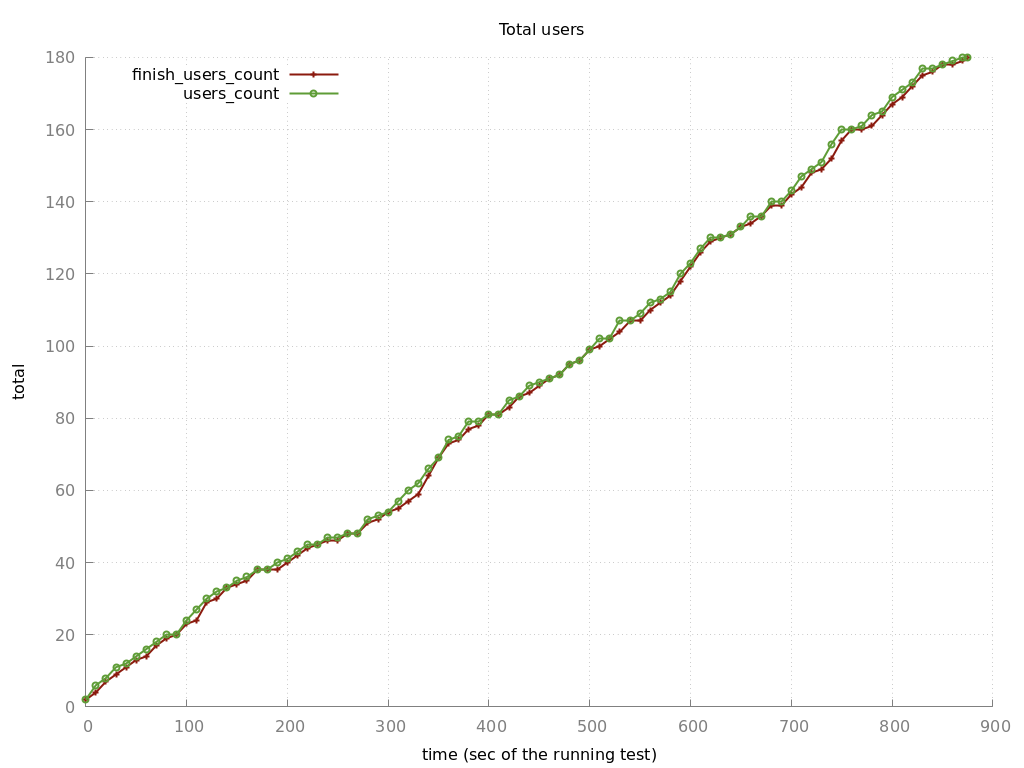 Total users
finish_users_count
users_count
180
160
140
120
100
80
60
40
20
0
total
0 100 200 300 400 500 600 700 800 900
time (sec of the running test)